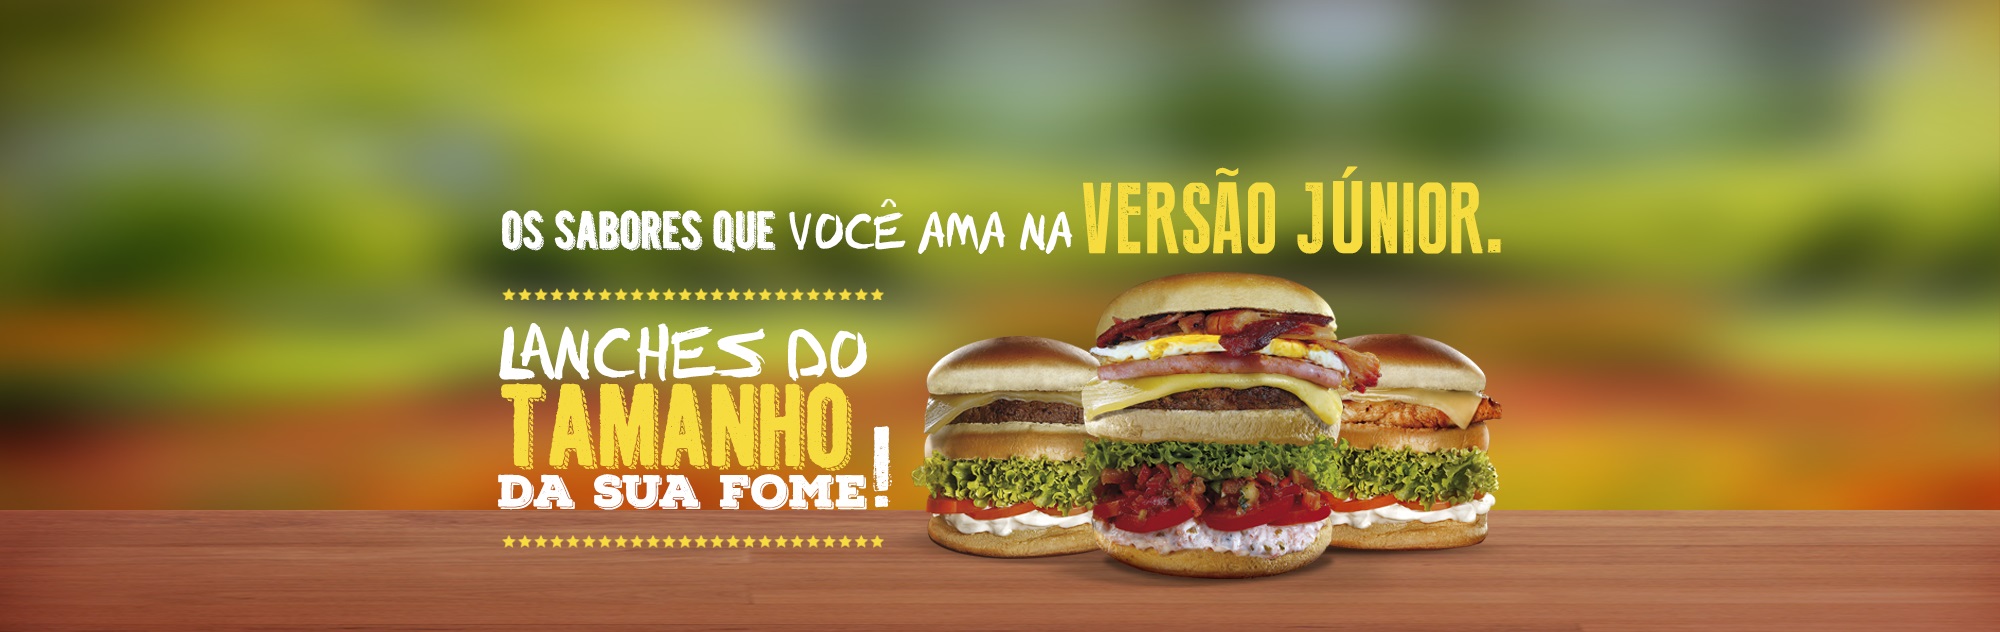 OS SABORES QUE VOCÊ AMA NA VERSÃO JÚNIOR.
LANCHES DO
TAMANHO
DA SUA FOME!